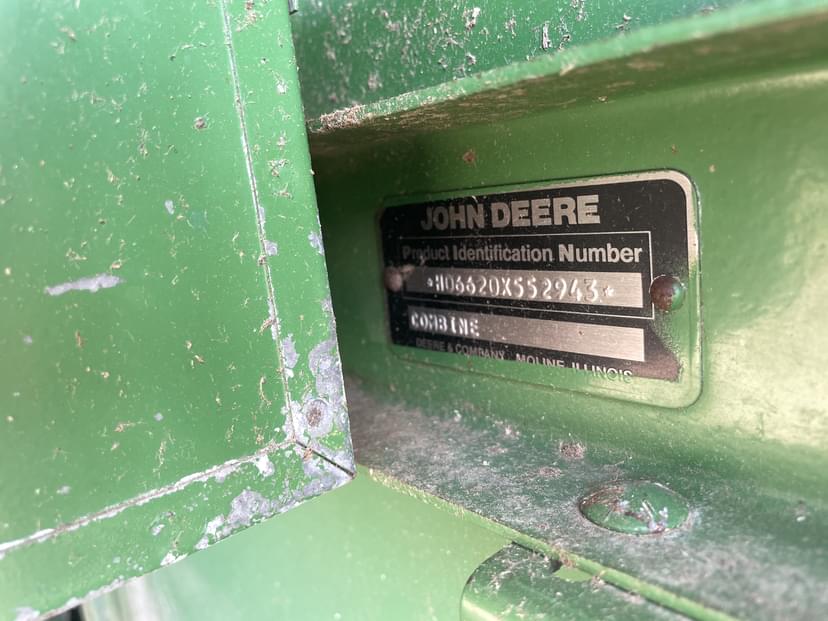 JOHN DEERE
Product Identification Number
*H06620X552943*
COMBINE
DEERE & COMPANY MOLINE, ILLINOIS